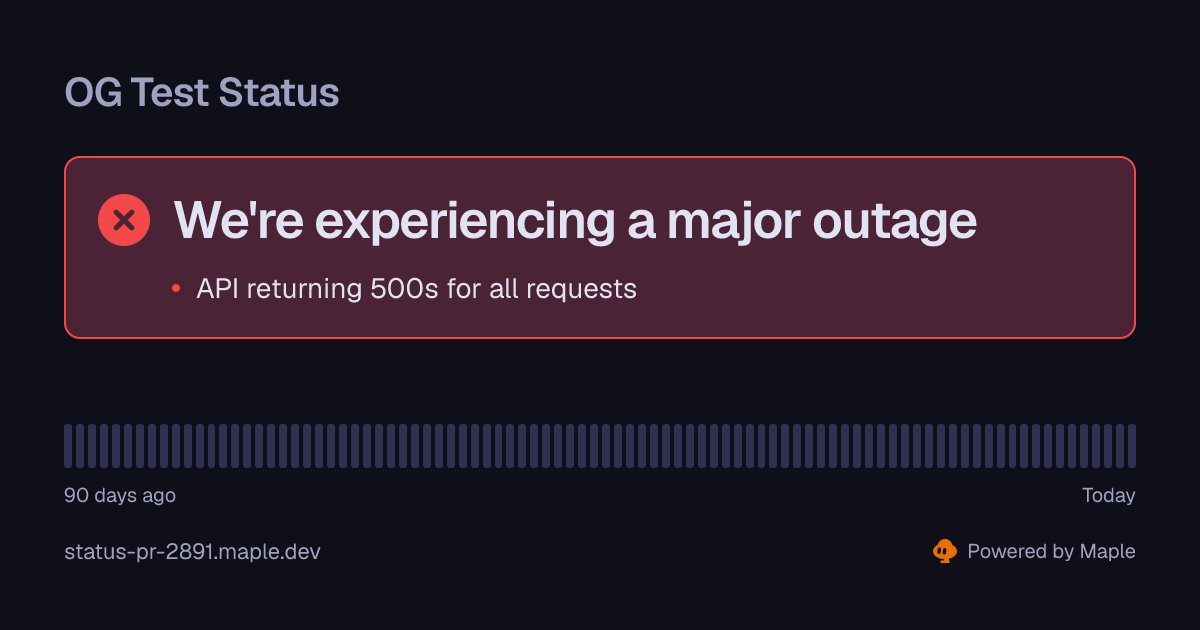 OG Test Status
We're experiencing a major outage
• API returning 500s for all requests
90 days ago
Today
status-pr-2891.maple.dev
Powered by Maple